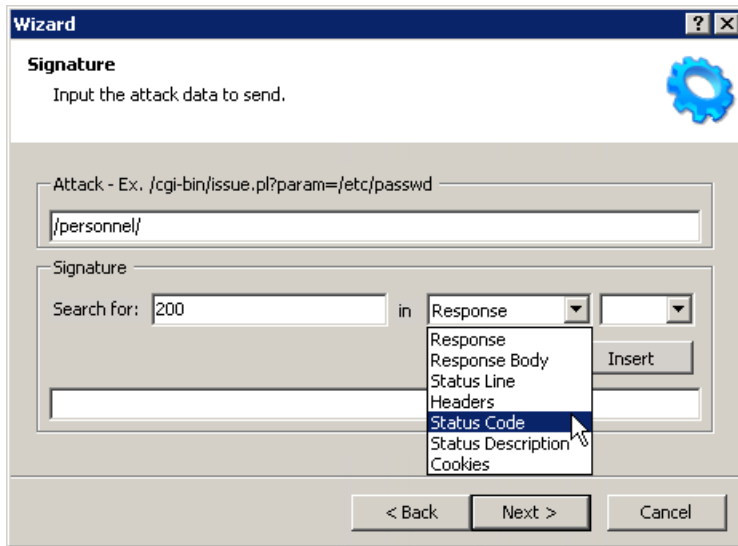 Wizard
Signature
Input the attack data to send.
Attack - Ex. /cgi-bin/issue.pl?param=/etc/passwd
/personnel/
Signature
Search for: 200 in Response
Response
Response Body
Insert
Status Line
Headers
Status Code
Status Description
Cookies
< Back Next > Cancel